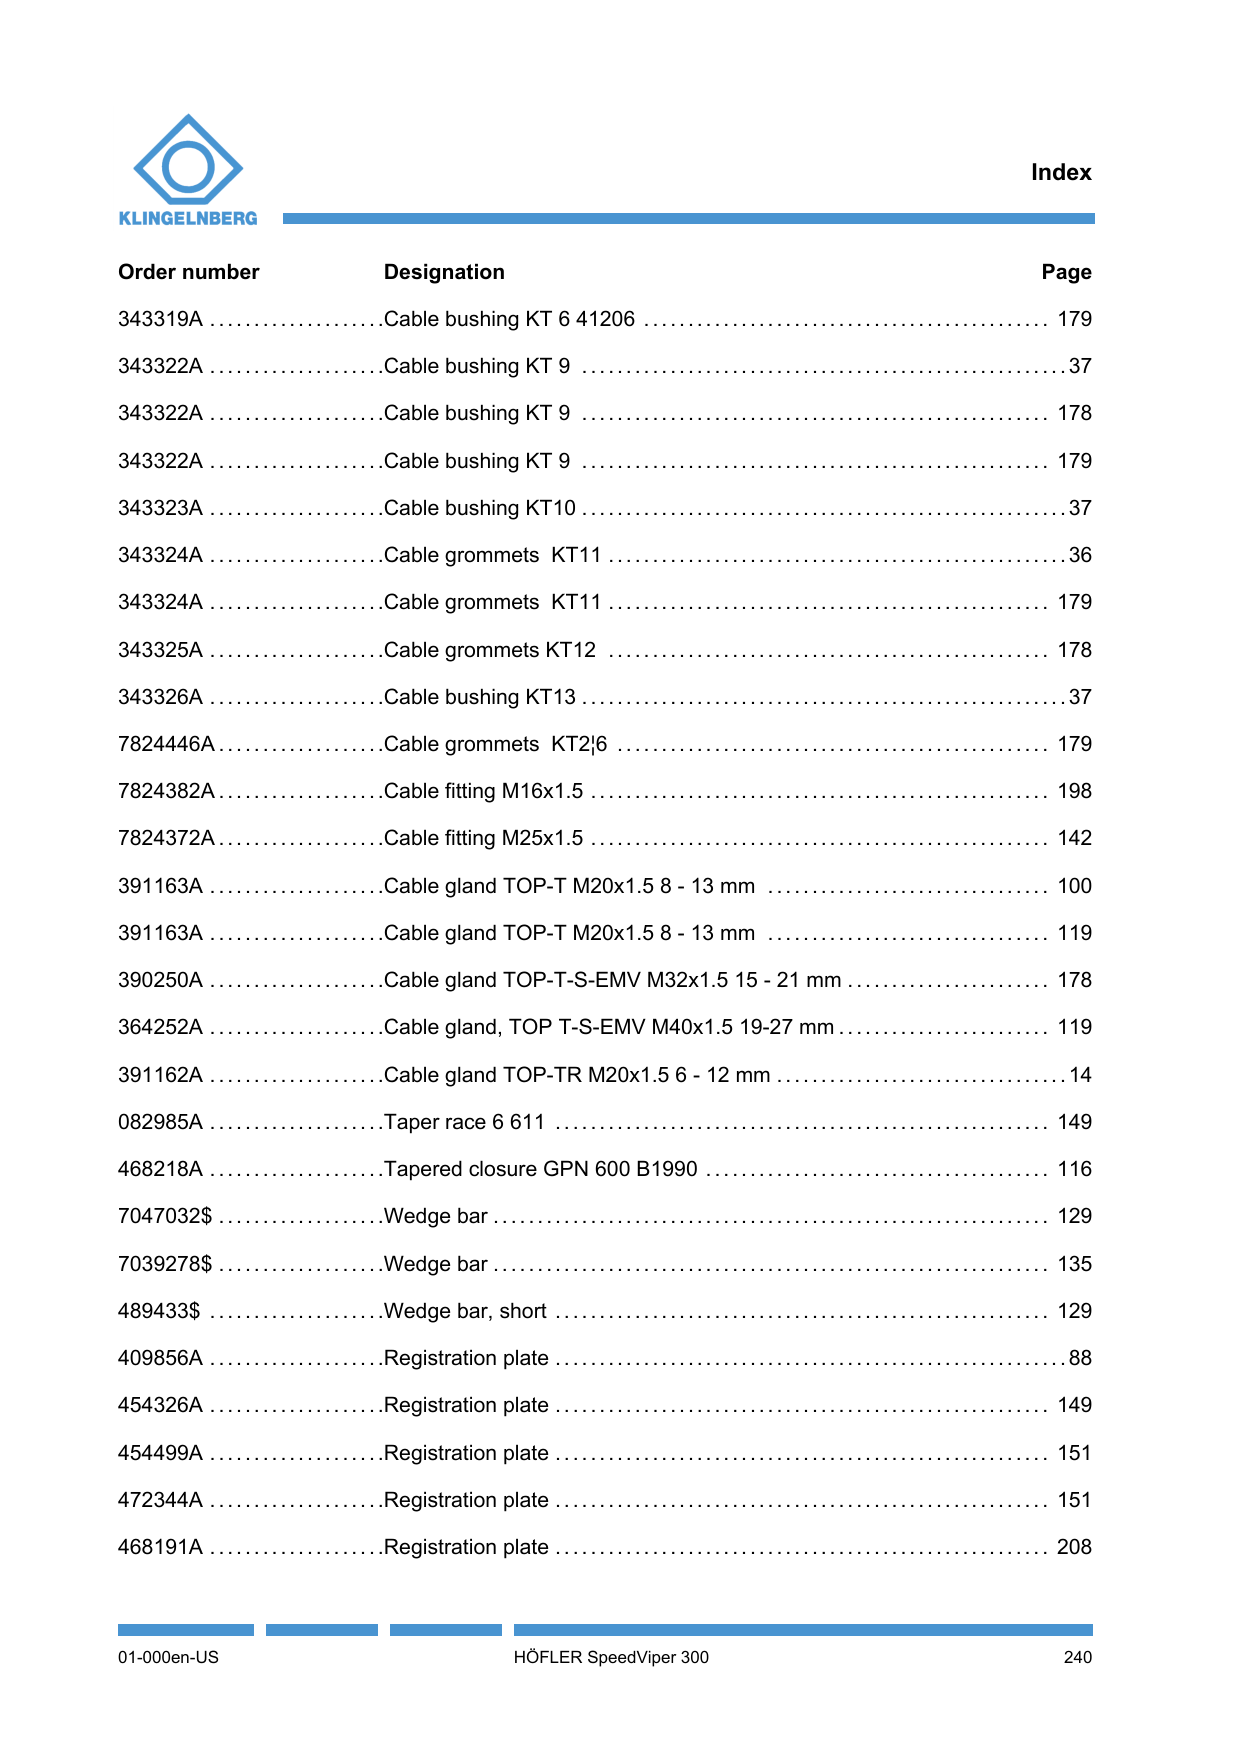 KLINGELNBERG
Index
Order number Designation Page
343319A ....................Cable bushing KT 6 41206 .............................................. 179
343322A ....................Cable bushing KT 9 .......................................................37
343322A ....................Cable bushing KT 9 ..................................................... 178
343322A ....................Cable bushing KT 9 ..................................................... 179
343323A ....................Cable bushing KT10 .......................................................37
343324A ....................Cable grommets  KT11 ....................................................36
343324A ....................Cable grommets  KT11 .................................................. 179
343325A ....................Cable grommets KT12 .................................................. 178
343326A ....................Cable bushing KT13 .......................................................37
7824446A...................Cable grommets  KT2¦6 ................................................. 179
7824382A...................Cable fitting M16x1.5 .................................................... 198
7824372A...................Cable fitting M25x1.5 .................................................... 142
391163A ....................Cable gland TOP-T M20x1.5 8 - 13 mm ................................ 100
391163A ....................Cable gland TOP-T M20x1.5 8 - 13 mm ................................ 119
390250A ....................Cable gland TOP-T-S-EMV M32x1.5 15 - 21 mm ....................... 178
364252A ....................Cable gland, TOP T-S-EMV M40x1.5 19-27 mm ........................ 119
391162A ....................Cable gland TOP-TR M20x1.5 6 - 12 mm .................................14
082985A ....................Taper race 6 611 ........................................................ 149
468218A ....................Tapered closure GPN 600 B1990 ....................................... 116
7047032$ ...................Wedge bar ............................................................... 129
7039278$ ...................Wedge bar ............................................................... 135
489433$ ....................Wedge bar, short ........................................................ 129
409856A ....................Registration plate ..........................................................88
454326A ....................Registration plate ........................................................ 149
454499A ....................Registration plate ........................................................ 151
472344A ....................Registration plate ........................................................ 151
468191A ....................Registration plate ........................................................ 208
01-000en-US HÖFLER SpeedViper 300 240